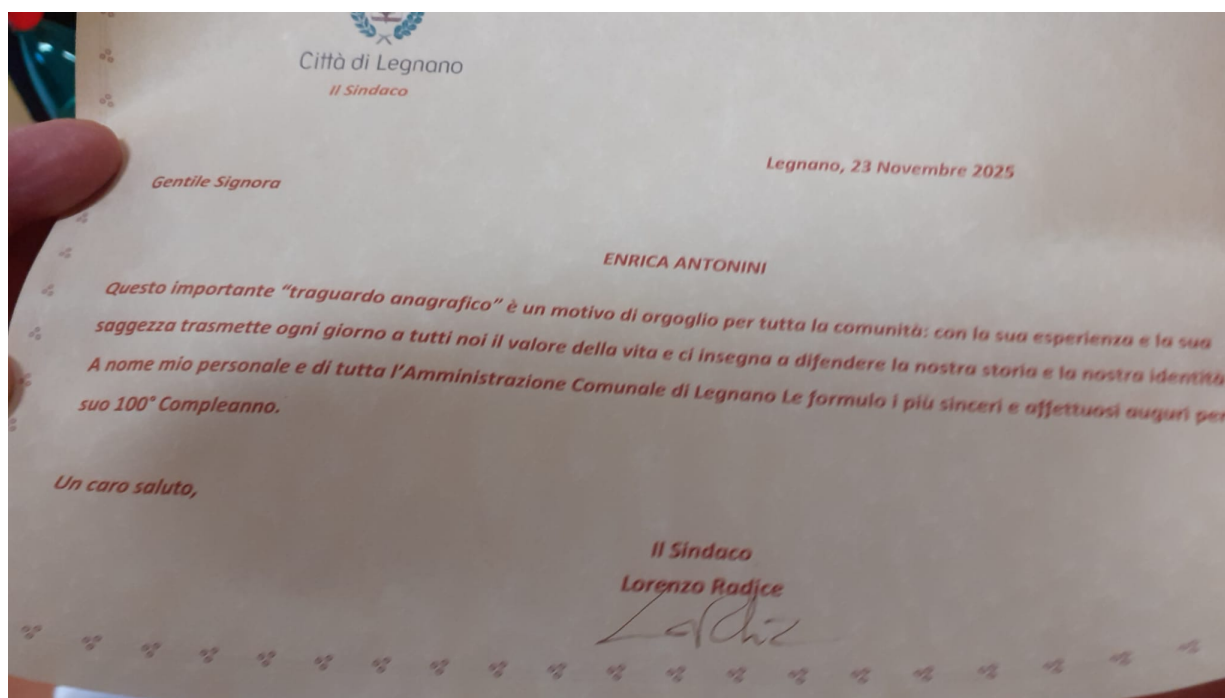 Città di Legnano
Il Sindaco
Legnano, 23 Novembre 2025
Gentile Signora
ENRICA ANTONINI
Questo importante “traguardo anagrafico” è un motivo di orgoglio per tutta la comunità: con la sua esperienza e la sua
saggezza trasmette ogni giorno a tutti noi il valore della vita e ci insegna a difendere la nostra storia e la nostra identità
A nome mio personale e di tutta l’Amministrazione Comunale di Legnano Le formulo i più sinceri e affettuosi auguri per
suo 100° Compleanno.
Un caro saluto,
Il Sindaco
Lorenzo Radice